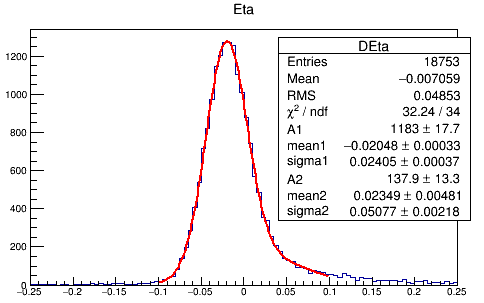 Eta
DEta
Entries 18753
Mean −0.007059
RMS 0.04853
χ² / ndf 32.24 / 34
A1 1183 ± 17.7
mean1 −0.02048 ± 0.00033
sigma1 0.02405 ± 0.00037
A2 137.9 ± 13.3
mean2 0.02349 ± 0.00481
sigma2 0.05077 ± 0.00218
1200
1000
800
600
400
200
0
−0.25 −0.2 −0.15 −0.1 −0.05 0 0.05 0.1 0.15 0.2 0.25